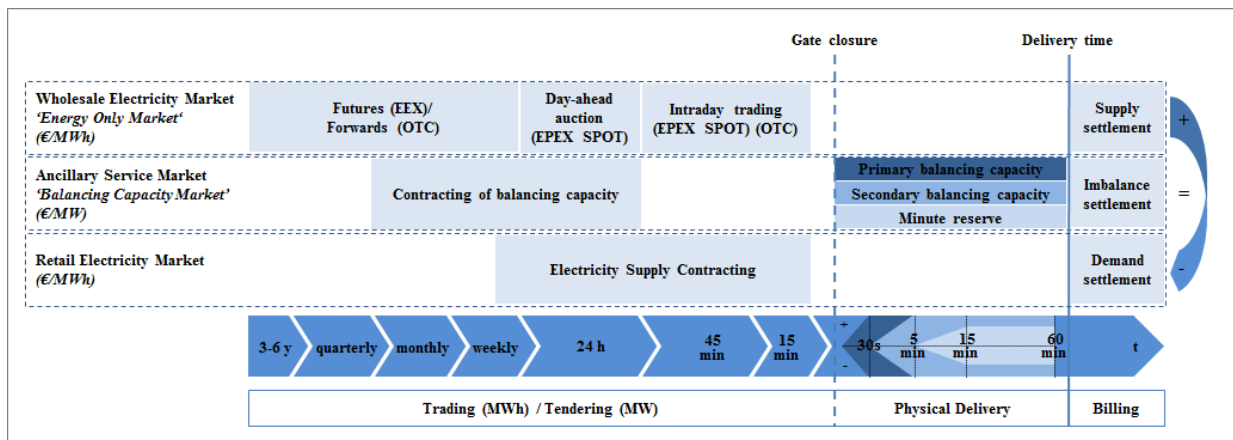 Gate closure
Delivery time
Wholesale Electricity Market
‘Energy Only Market‘
(€/MWh)
Futures (EEX)/
Forwards (OTC)
Day-ahead
auction
(EPEX SPOT)
Intraday trading
(EPEX SPOT) (OTC)
Supply
settlement
+
Ancillary Service Market
‘Balancing Capacity Market’
(€/MW)
Contracting of balancing capacity
Primary balancing capacity
Secondary balancing capacity
Minute reserve
Imbalance
settlement
=
Retail Electricity Market
(€/MWh)
Electricity Supply Contracting
Demand
settlement
-
3-6 y
quarterly
monthly
weekly
24 h
45
min
15
min
+
-
30s
5
min
15
min
60
min
t
Trading (MWh) / Tendering (MW)
Physical Delivery
Billing